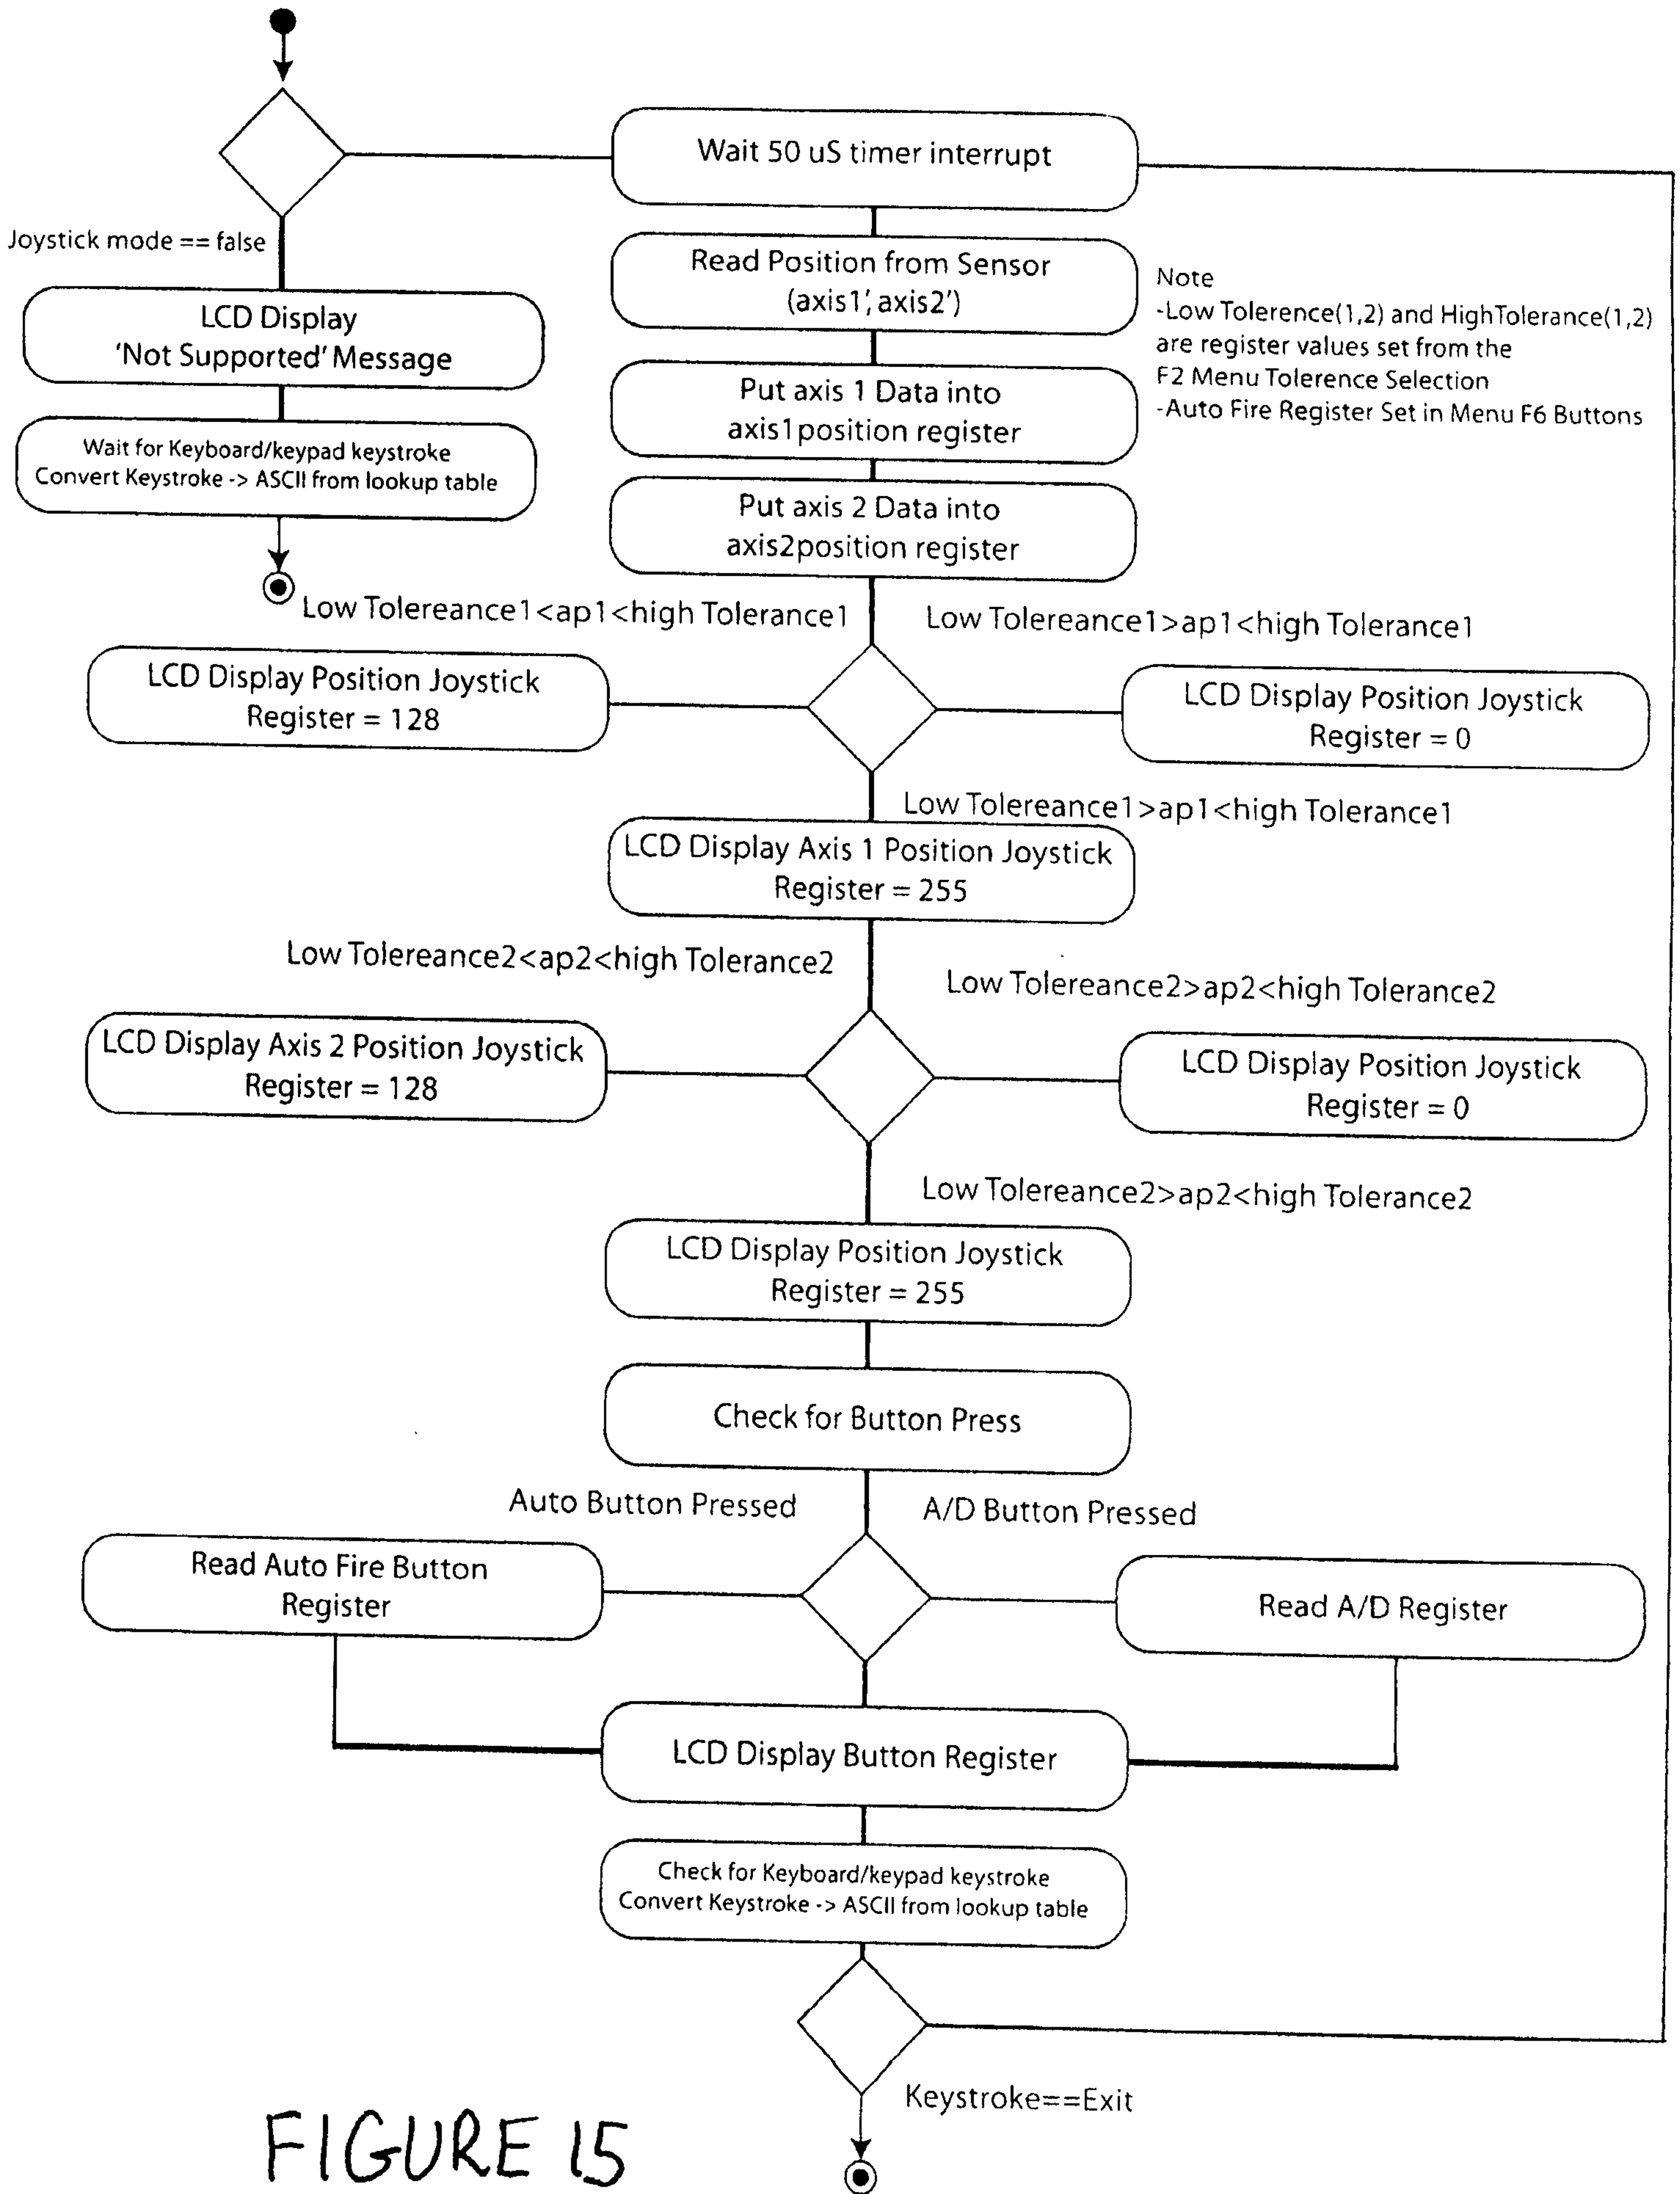 Wait 50 uS timer interrupt
Joystick mode == false
Read Position from Sensor
(axis1', axis2')
LCD Display
'Not Supported' Message
Note
-Low Tolerence(1,2) and HighTolerance(1,2)
are register values set from the
F2 Menu Tolerence Selection
-Auto Fire Register Set in Menu F6 Buttons
Put axis 1 Data into
axis1position register
Wait for Keyboard/keypad keystroke
Convert Keystroke -> ASCII from lookup table
Put axis 2 Data into
axis2position register
Low Tolereance1<ap1<high Tolerance1
Low Tolereance1>ap1<high Tolerance1
LCD Display Position Joystick
Register = 128
LCD Display Position Joystick
Register = 0
Low Tolereance1>ap1<high Tolerance1
LCD Display Axis 1 Position Joystick
Register = 255
Low Tolereance2<ap2<high Tolerance2
Low Tolereance2>ap2<high Tolerance2
LCD Display Axis 2 Position Joystick
Register = 128
LCD Display Position Joystick
Register = 0
Low Tolereance2>ap2<high Tolerance2
LCD Display Position Joystick
Register = 255
Check for Button Press
Auto Button Pressed
A/D Button Pressed
Read Auto Fire Button
Register
Read A/D Register
LCD Display Button Register
Check for Keyboard/keypad keystroke
Convert Keystroke -> ASCII from lookup table
Keystroke==Exit
FIGURE 15